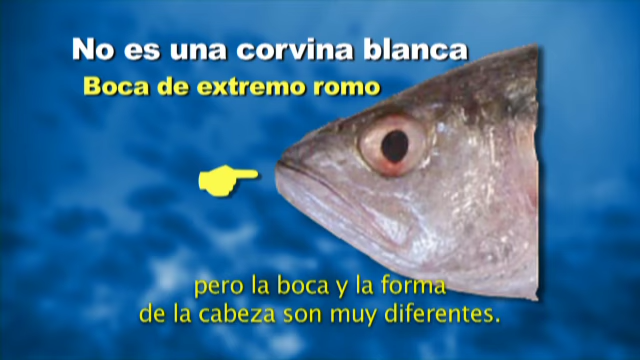 No es una corvina blanca
Boca de extremo romo
pero la boca y la forma
de la cabeza son muy diferentes.